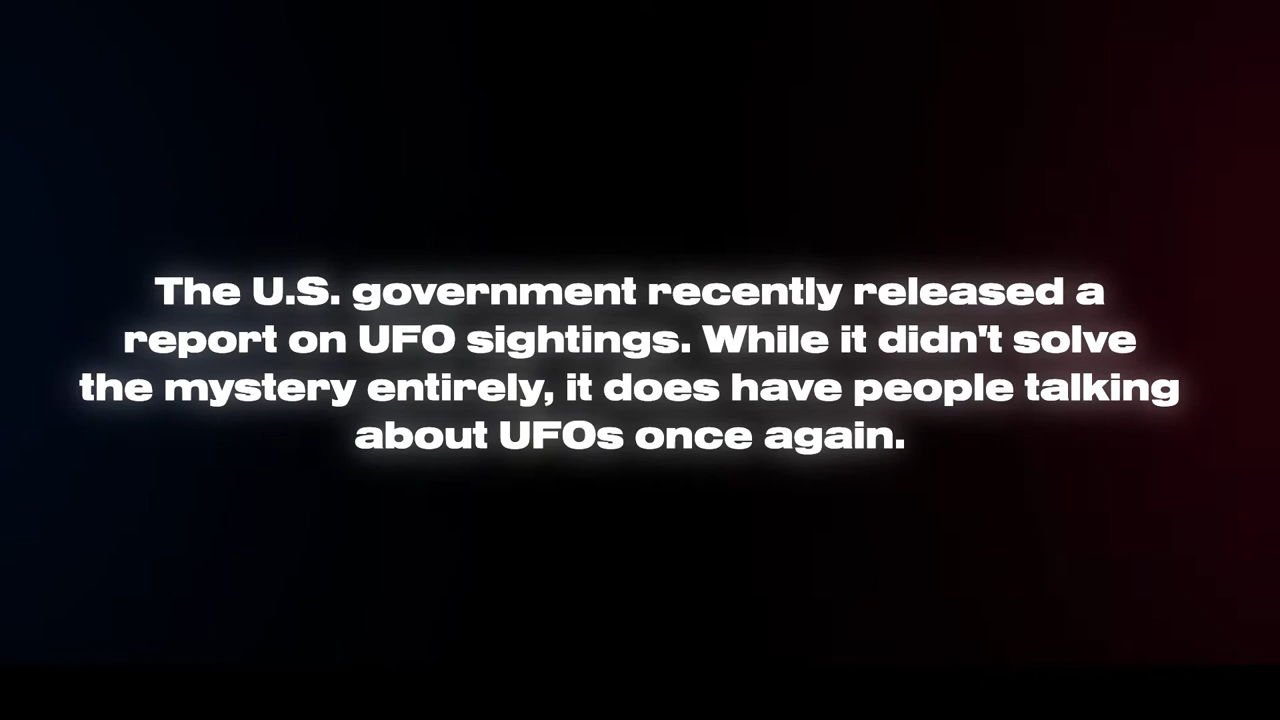 The U.S. government recently released a
report on UFO sightings. While it didn't solve
the mystery entirely, it does have people talking
about UFOs once again.